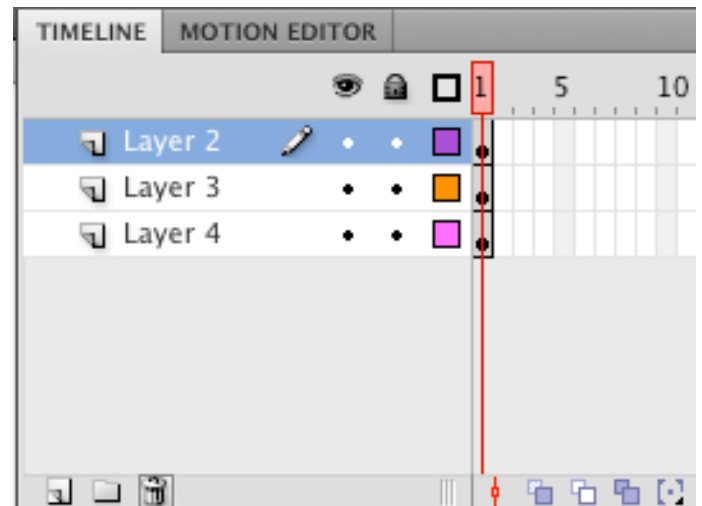 TIMELINE MOTION EDITOR
1 5 10
Layer 2
Layer 3
Layer 4